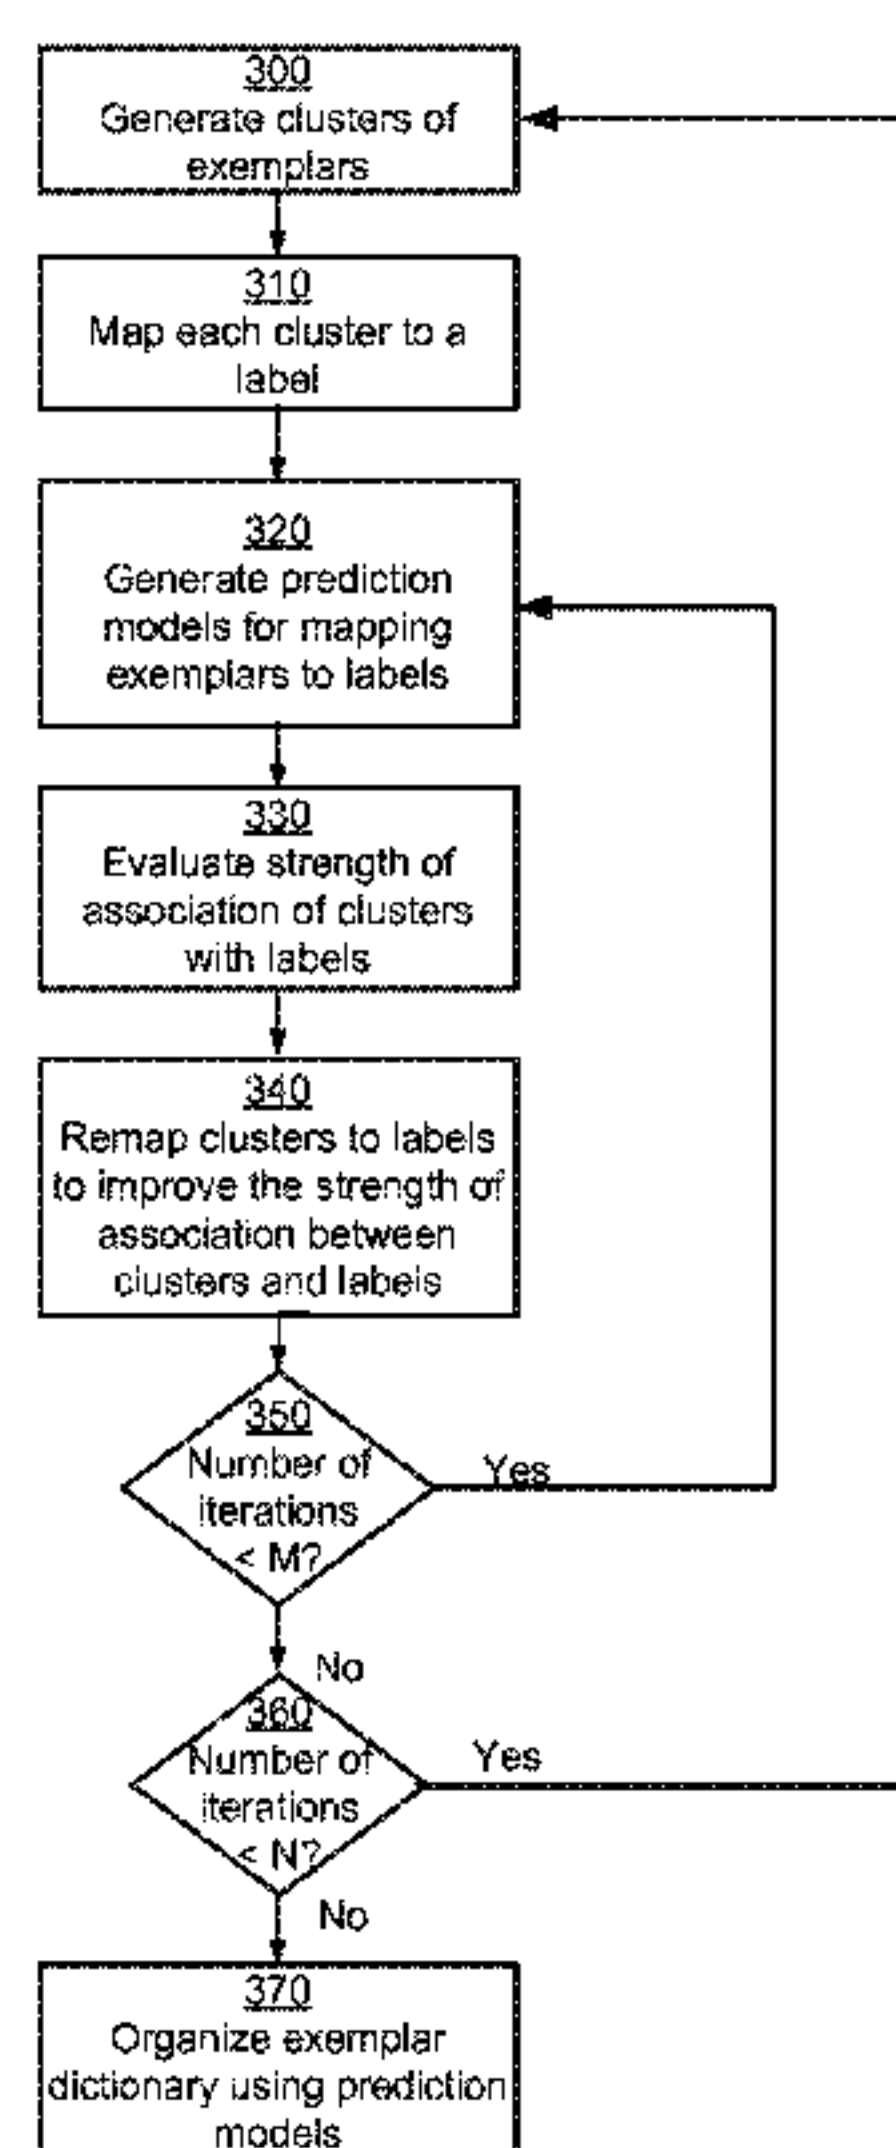 300
Generate clusters of
exemplars
310
Map each cluster to a
label
320
Generate prediction
models for mapping
exemplars to labels
330
Evaluate strength of
association of clusters
with labels
340
Remap clusters to labels
to improve the strength of
association between
clusters and labels
350
Number of
iterations
< M?
Yes
No
360
Number of
iterations
< N?
Yes
No
370
Organize exemplar
dictionary using prediction
models